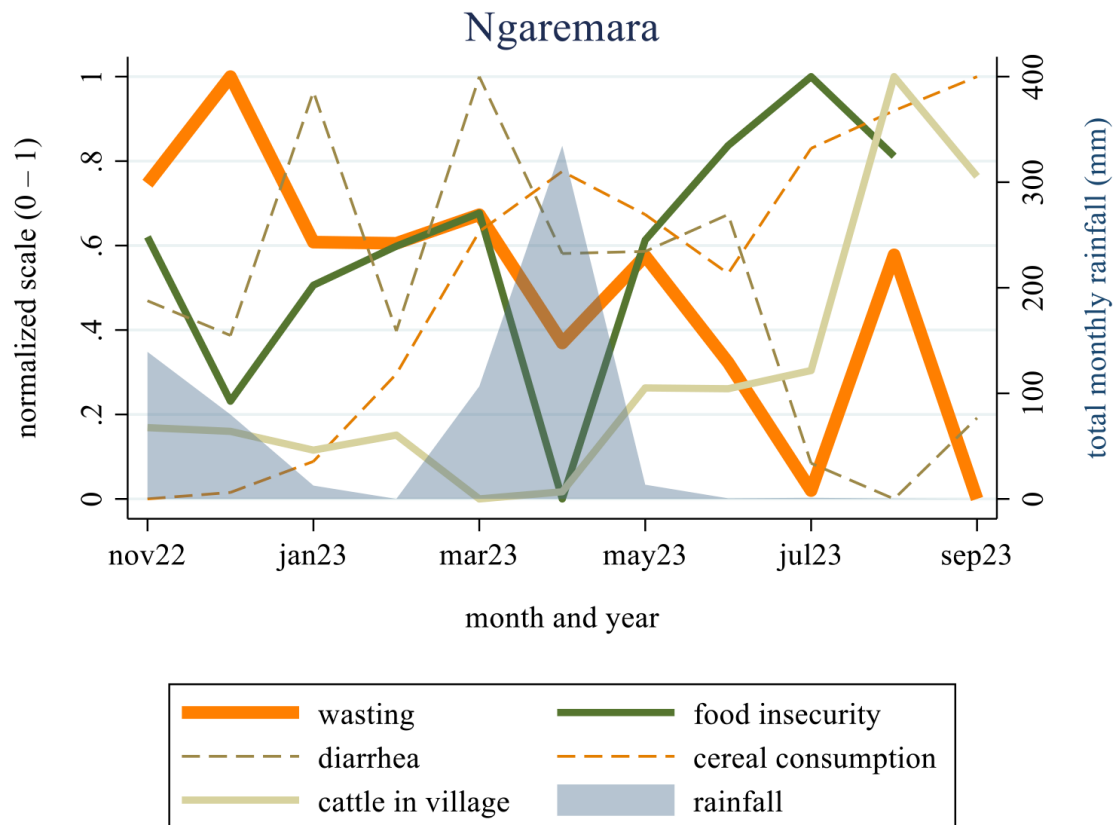 Ngaremara
normalized scale (0 – 1)
1
.8
.6
.4
.2
0
400
300
200
100
0
total monthly rainfall (mm)
nov22 jan23 mar23 may23 jul23 sep23
month and year
wasting food insecurity
diarrhea cereal consumption
cattle in village rainfall